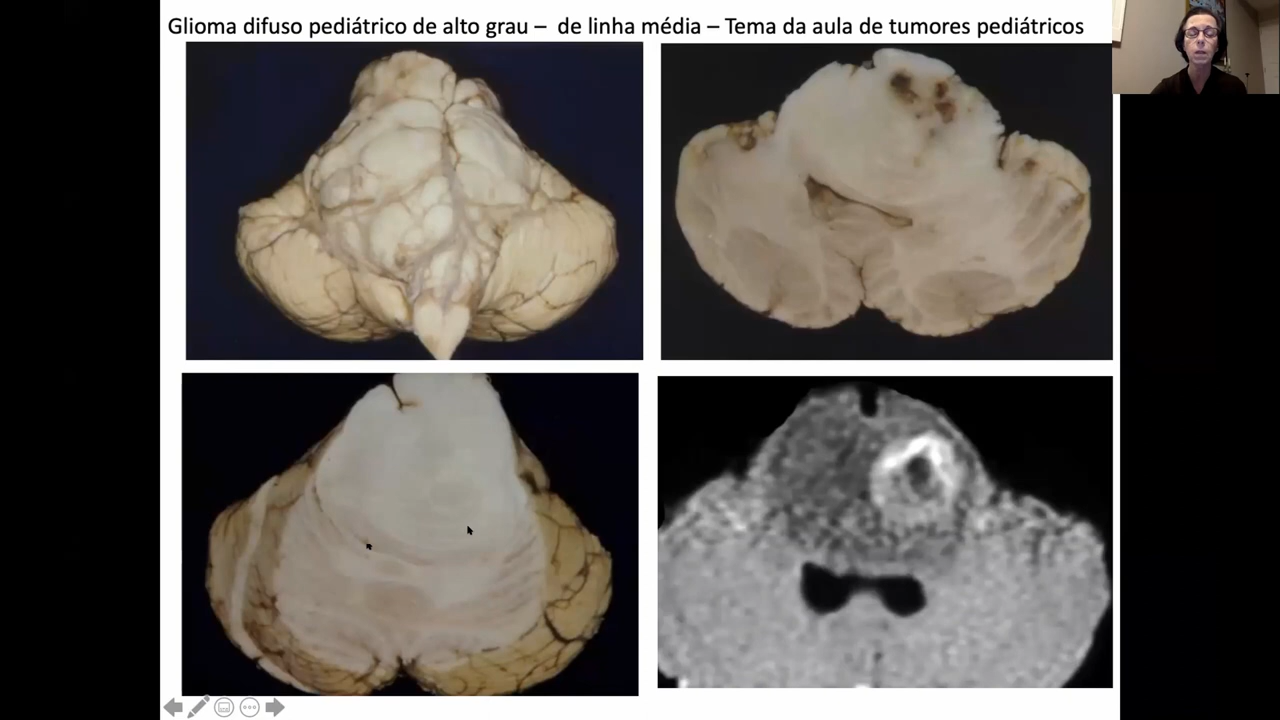 Glioma difuso pediátrico de alto grau – de linha média – Tema da aula de tumores pediátricos